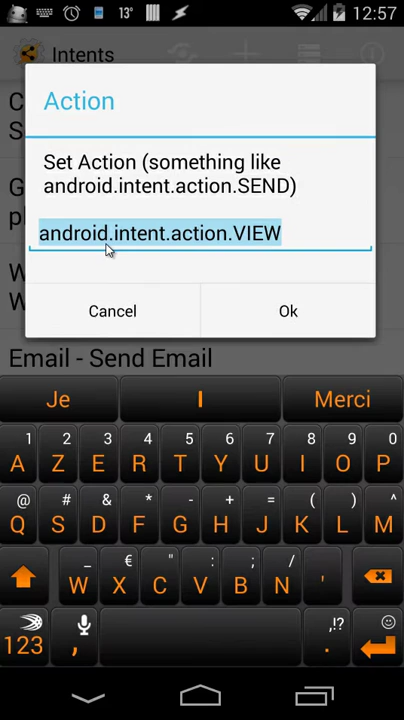 13° 12:57
Intents
Action
C
S
Set Action (something like
android.intent.action.SEND)
G
pl
android.intent.action.VIEW
W
W
Cancel Ok
Email - Send Email
Je I Merci
1 2 3 4 5 6 7 8 9 0
A Z E R T Y U I O P
@ # & * - + = ( ) ^
Q S D F G H J K L M
_ € " : ; /
W X C V B N '
123 , ,!? .